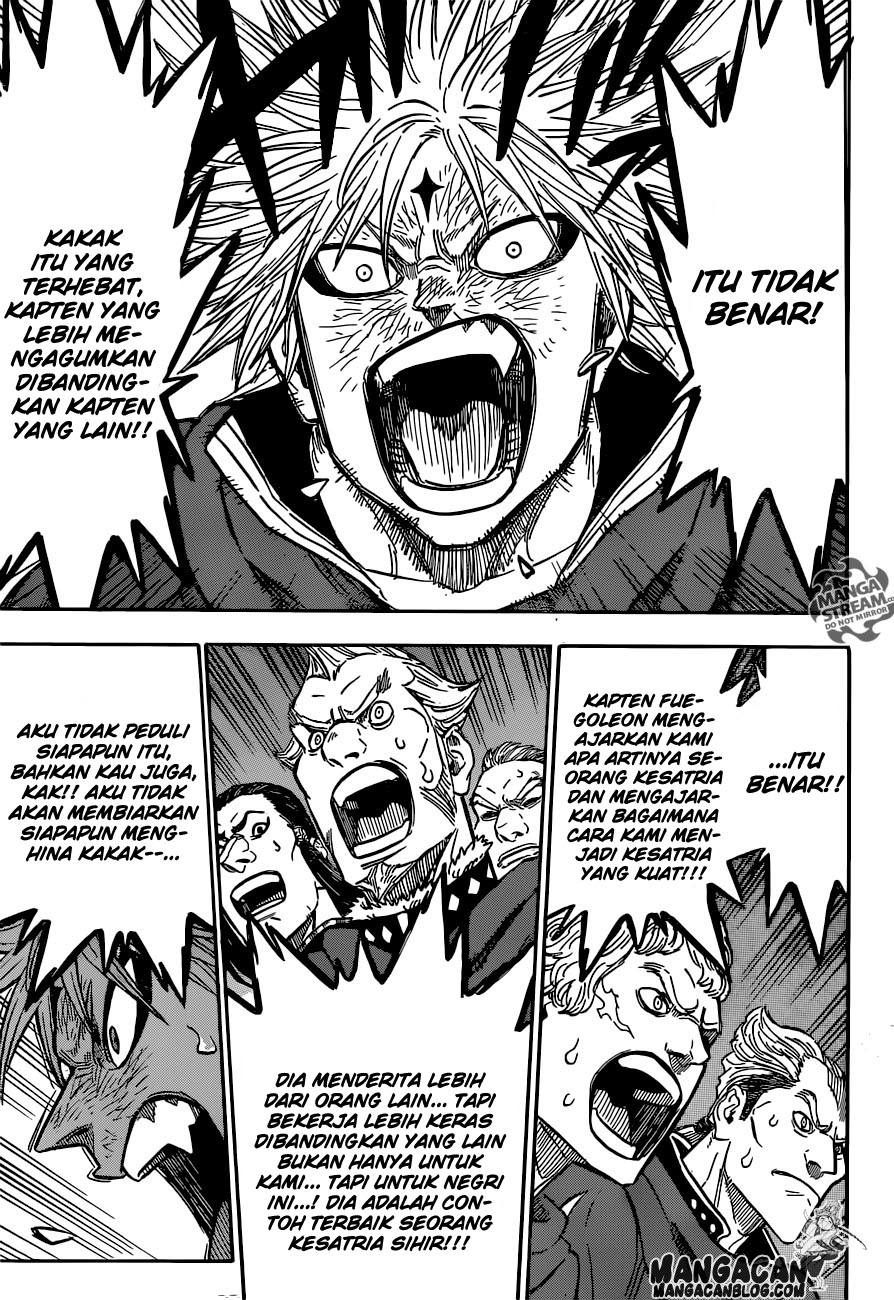 ITU TIDAK
BENAR!
KAKAK
ITU YANG
TERHEBAT,
KAPTEN YANG
LEBIH ME-
NGAGUMKAN
DIBANDING-
KAN KAPTEN
YANG LAIN!!
MANGA
STREAM.co
DO NOT MIRROR
...ITU
BENAR!!
KAPTEN FUE-
GOLEON MENG-
AJARKAN KAMI
APA ARTINYA SE-
ORANG KESATRIA
DAN MENGAJAR-
KAN BAGAIMANA
CARA KAMI MEN-
JADI KESATRIA
YANG KUAT!!!
DIA MENDERITA LEBIH
DARI ORANG LAIN... TAPI
BEKERJA LEBIH KERAS
DIBANDINGKAN YANG LAIN
BUKAN HANYA UNTUK
KAMI... TAPI UNTUK NEGRI
INI...! DIA ADALAH CON-
TOH TERBAIK SEORANG
KESATRIA SIHIR!!!
AKU TIDAK PEDULI
SIAPAPUN ITU,
BAHKAN KAU JUGA,
KAK!! AKU TIDAK
AKAN MEMBIARKAN
SIAPAPUN MENG-
HINA KAKAK--...
MANGACAN
MANGACANBLOG.COM